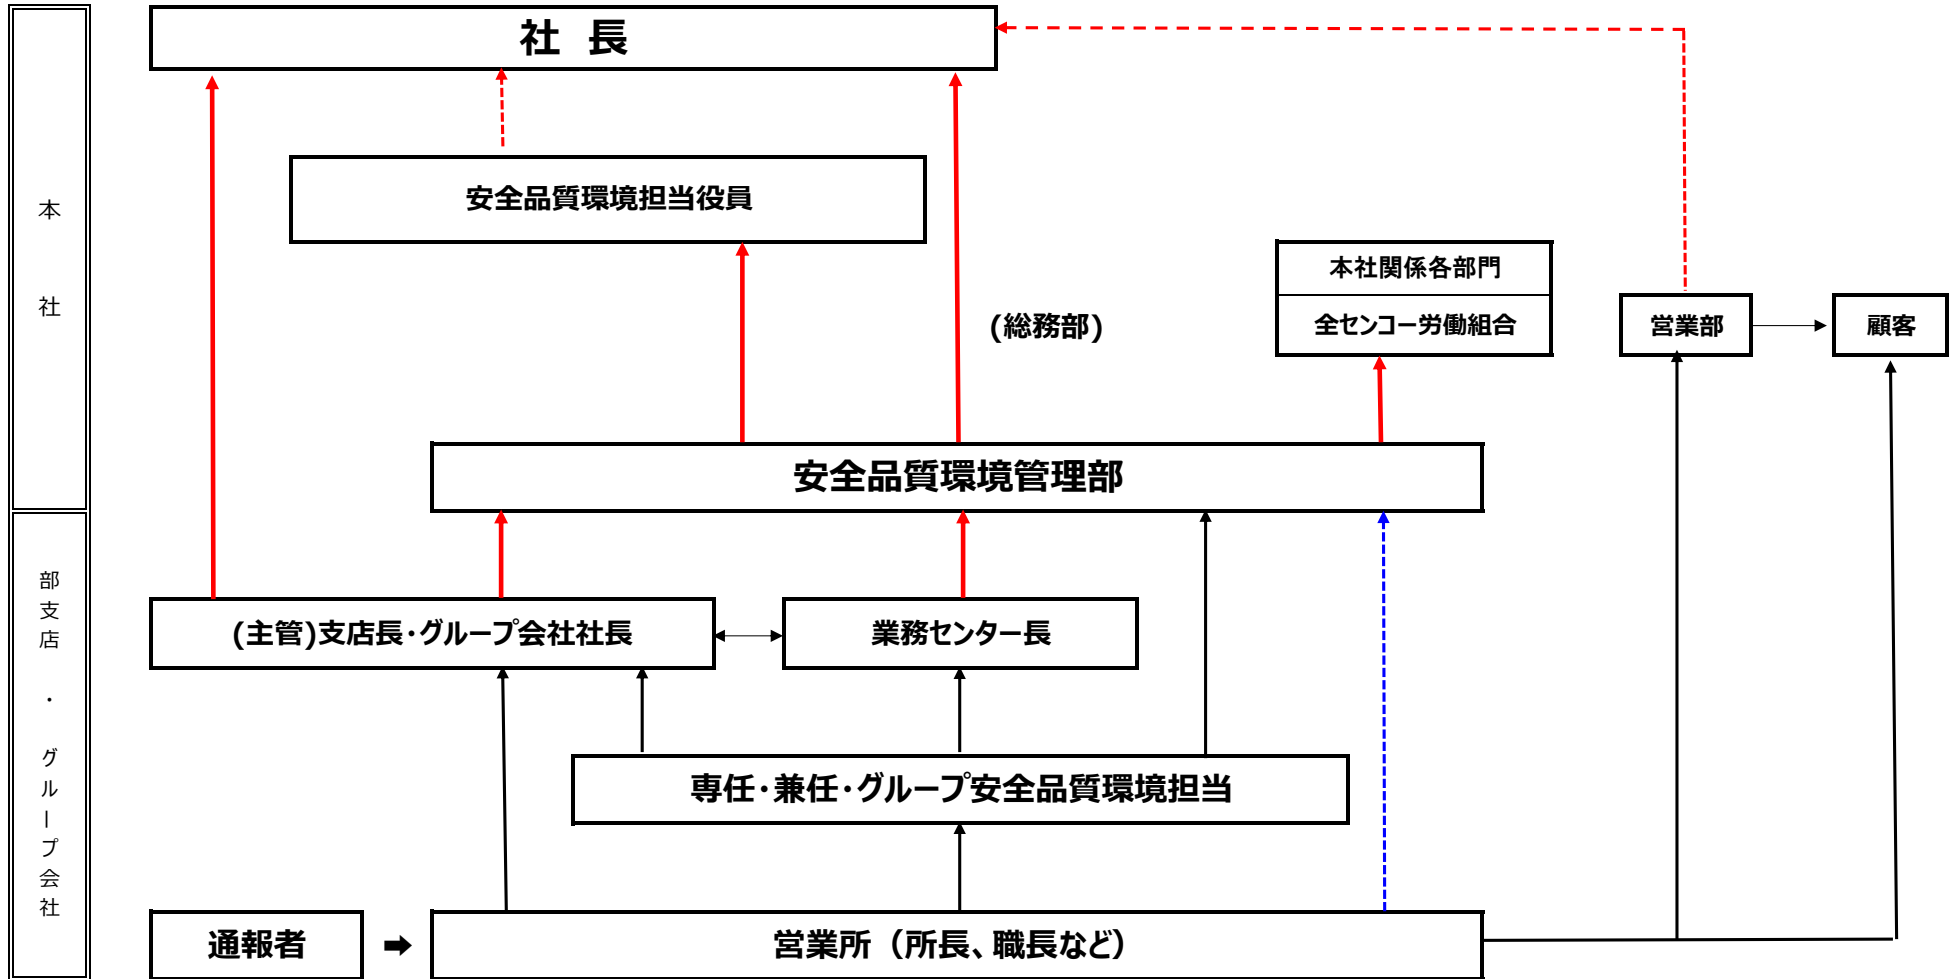 社　長
安全品質環境担当役員
本社関係各部門
(総務部)
全センコー労働組合
営業部
顧客
安全品質環境管理部
(主管)支店長・グループ会社社長
業務センター長
専任・兼任・グループ安全品質環境担当
通報者
営業所（所長、職長など）
本社
部支店・グループ会社